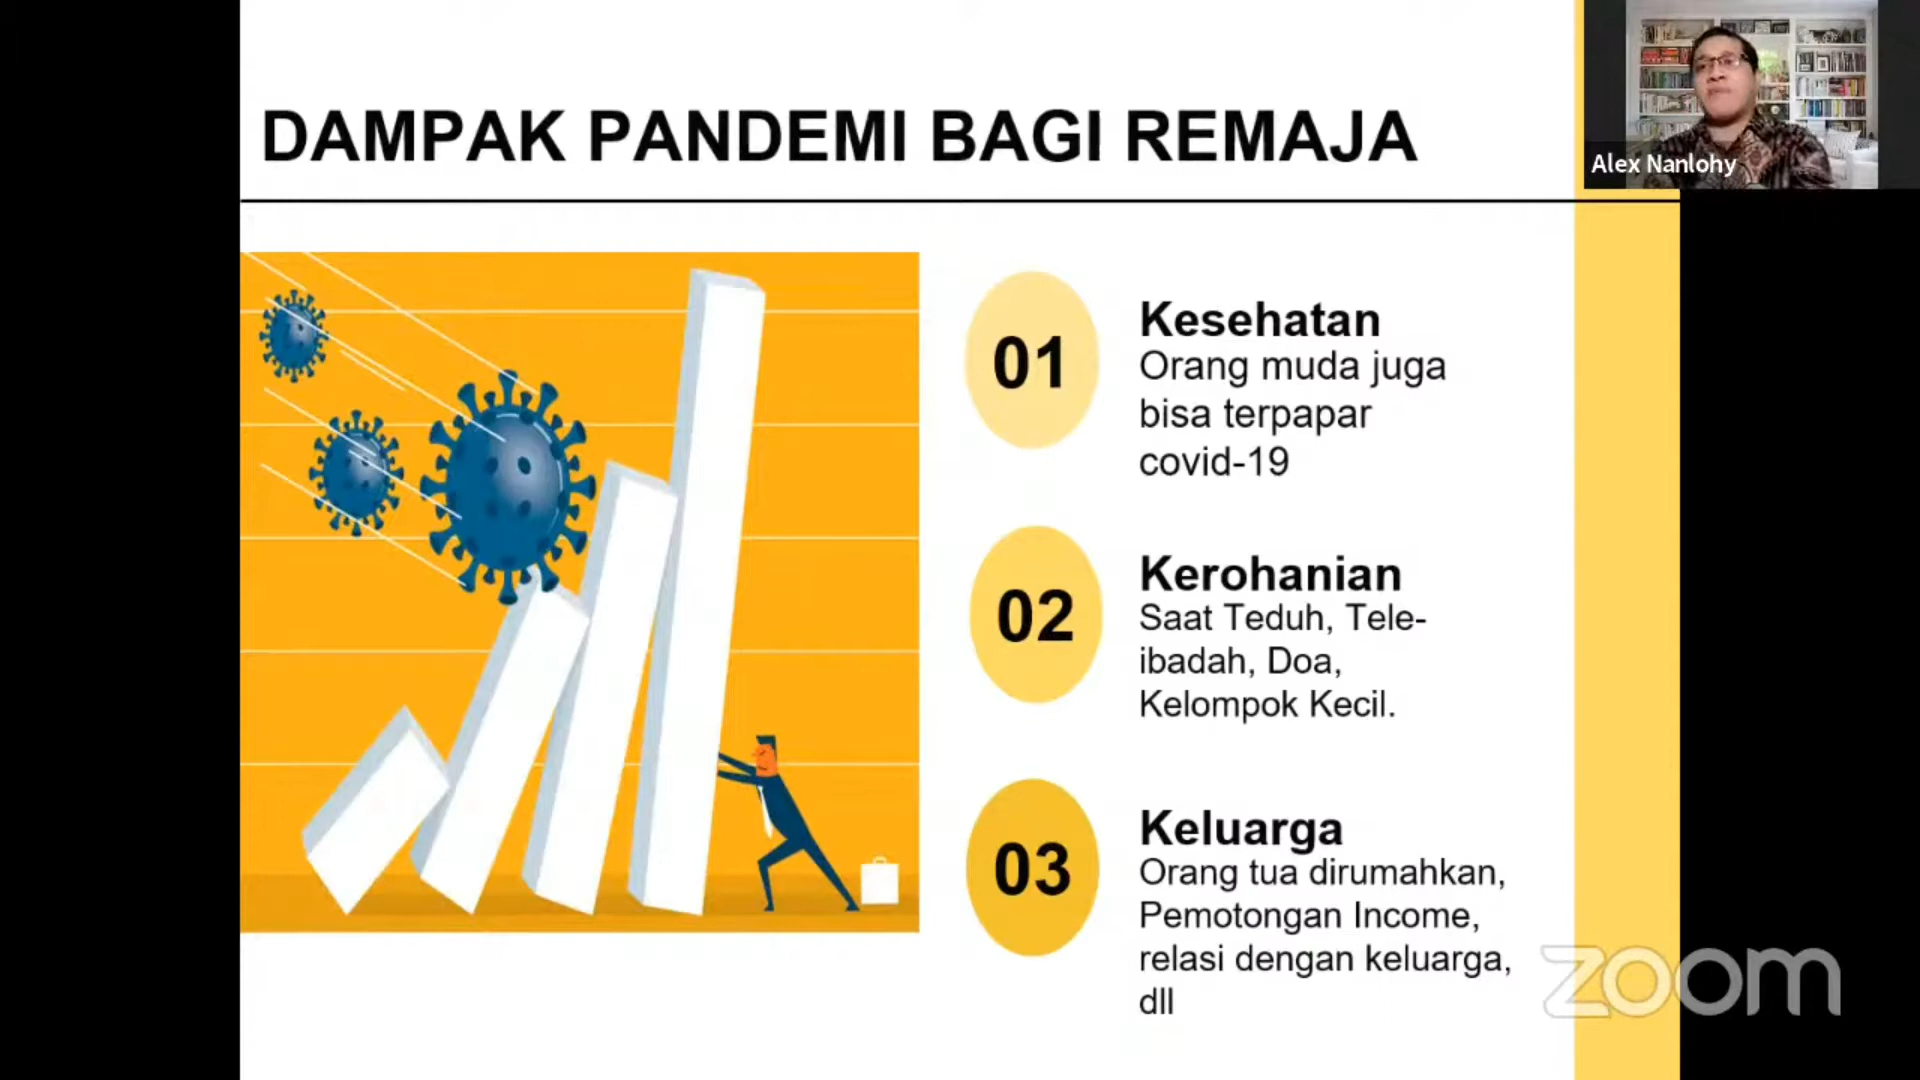 DAMPAK PANDEMI BAGI REMAJA
Alex Nanlohy
01
Kesehatan
Orang muda juga
bisa terpapar
covid-19
02
Kerohanian
Saat Teduh, Tele-
ibadah, Doa,
Kelompok Kecil.
03
Keluarga
Orang tua dirumahkan,
Pemotongan Income,
relasi dengan keluarga,
dll
zoom